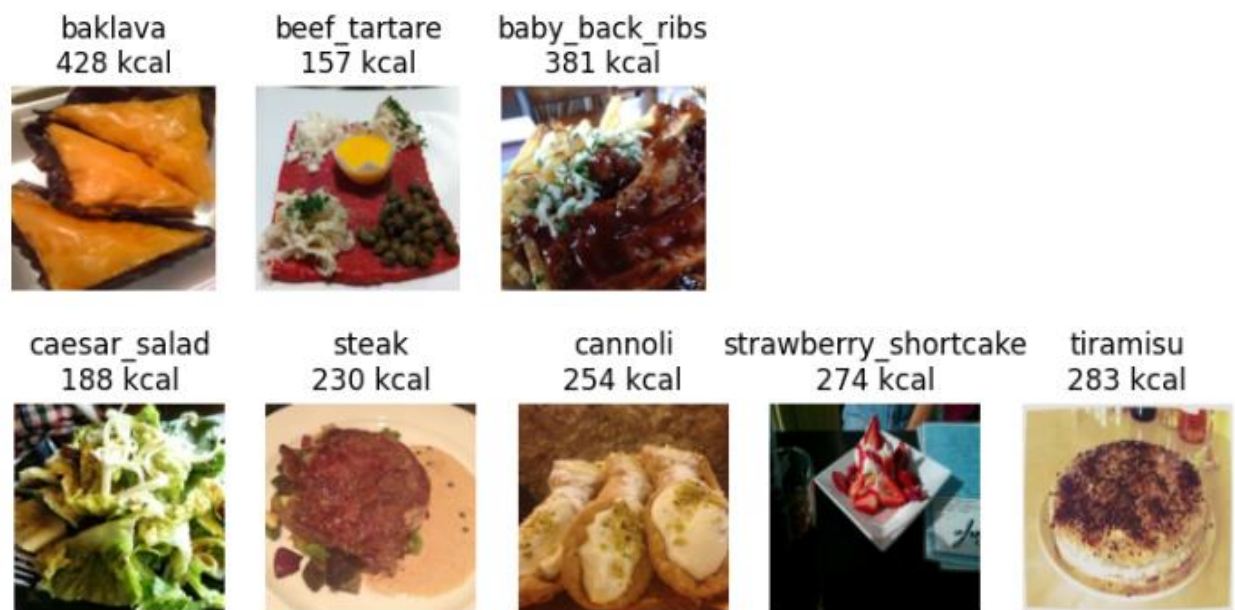 baklava
428 kcal
beef_tartare
157 kcal
baby_back_ribs
381 kcal
caesar_salad
188 kcal
steak
230 kcal
cannoli
254 kcal
strawberry_shortcake
274 kcal
tiramisu
283 kcal